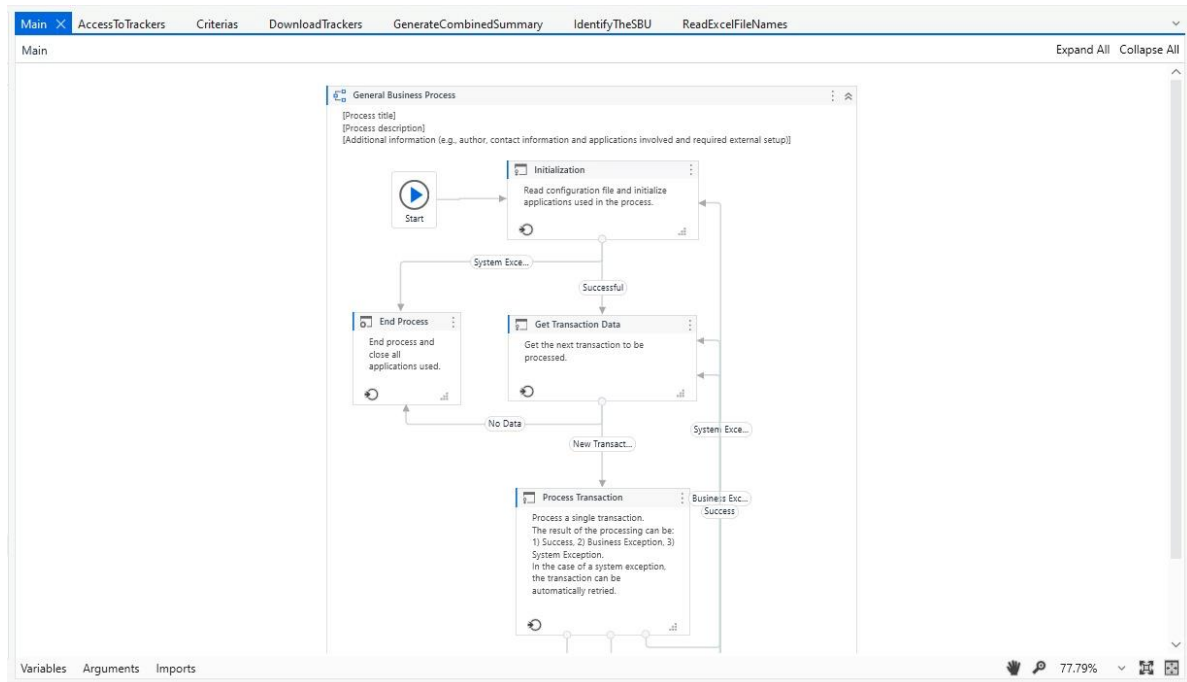 Main AccessToTrackers Criterias DownloadTrackers GenerateCombinedSummary IdentifyTheSBU ReadExcelFileNames
Main Expand All Collapse All
General Business Process
[Process title]
[Process description]
[Additional information (e.g., author, contact information and applications involved and required external setup)]
Initialization
Read configuration file and initialize
applications used in the process.
Start
System Exce...
Successful
End Process
End process and
close all
applications used.
Get Transaction Data
Get the next transaction to be
processed.
No Data
New Transact...
System Exce...
Process Transaction
Process a single transaction.
The result of the processing can be:
1) Success, 2) Business Exception, 3)
System Exception.
In the case of a system exception,
the transaction can be
automatically retried.
Business Exc...
Success
Variables Arguments Imports 77.79%